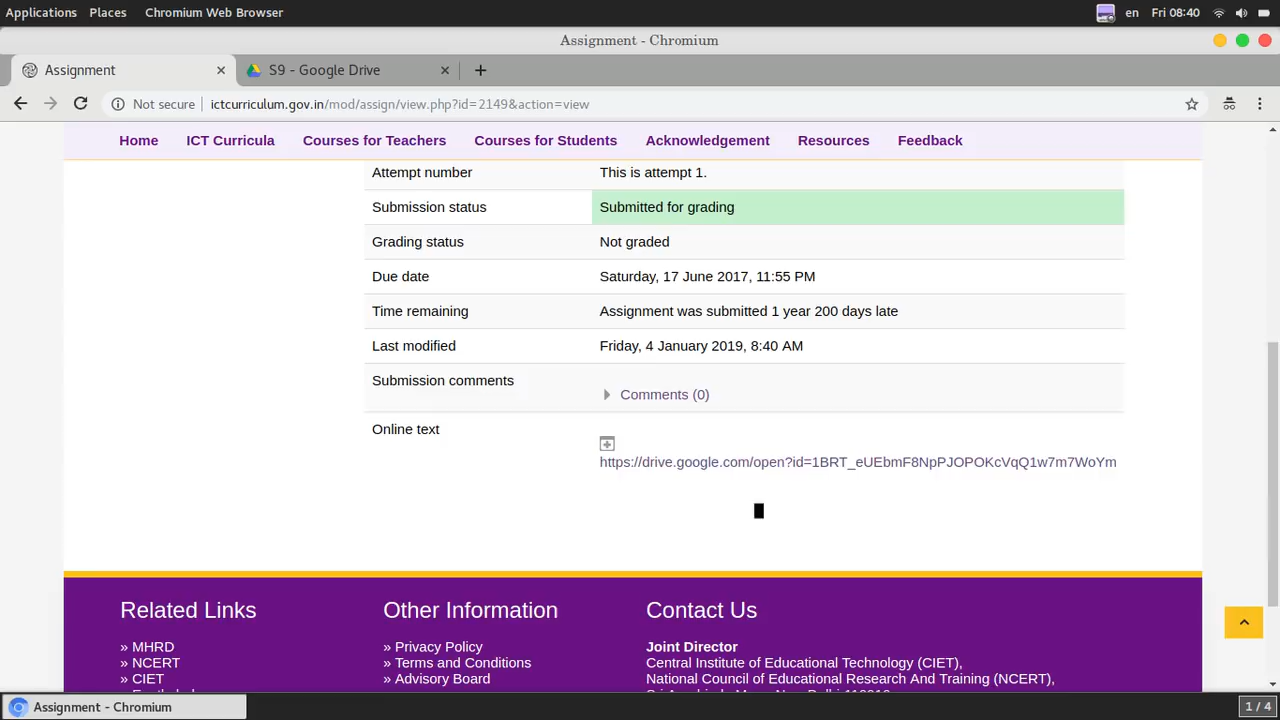 Applications Places Chromium Web Browser en Fri 08:40
Assignment - Chromium
Assignment S9 - Google Drive
Not secure ictcurriculum.gov.in/mod/assign/view.php?id=2149&action=view
Home ICT Curricula Courses for Teachers Courses for Students Acknowledgement Resources Feedback
Attempt number This is attempt 1.
Submission status Submitted for grading
Grading status Not graded
Due date Saturday, 17 June 2017, 11:55 PM
Time remaining Assignment was submitted 1 year 200 days late
Last modified Friday, 4 January 2019, 8:40 AM
Submission comments
Comments (0)
Online text
https://drive.google.com/open?id=1BRT_eUEbmF8NpPJOPOKcVqQ1w7m7WoYm
Related Links Other Information Contact Us
» MHRD » Privacy Policy Joint Director
» NCERT » Terms and Conditions Central Institute of Educational Technology (CIET),
» CIET » Advisory Board National Council of Educational Research And Training (NCERT),
Assignment - Chromium 1 / 4